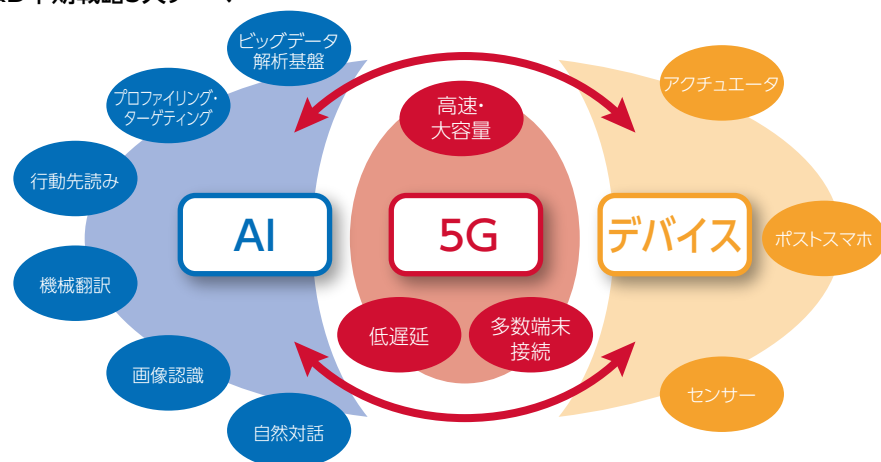 ビッグデータ
解析基盤
プロファイリング・
ターゲティング
行動先読み
機械翻訳
画像認識
自然対話
AI
高速・
大容量
5G
低遅延
多数端末
接続
デバイス
アクチュエータ
ポストスマホ
センサー